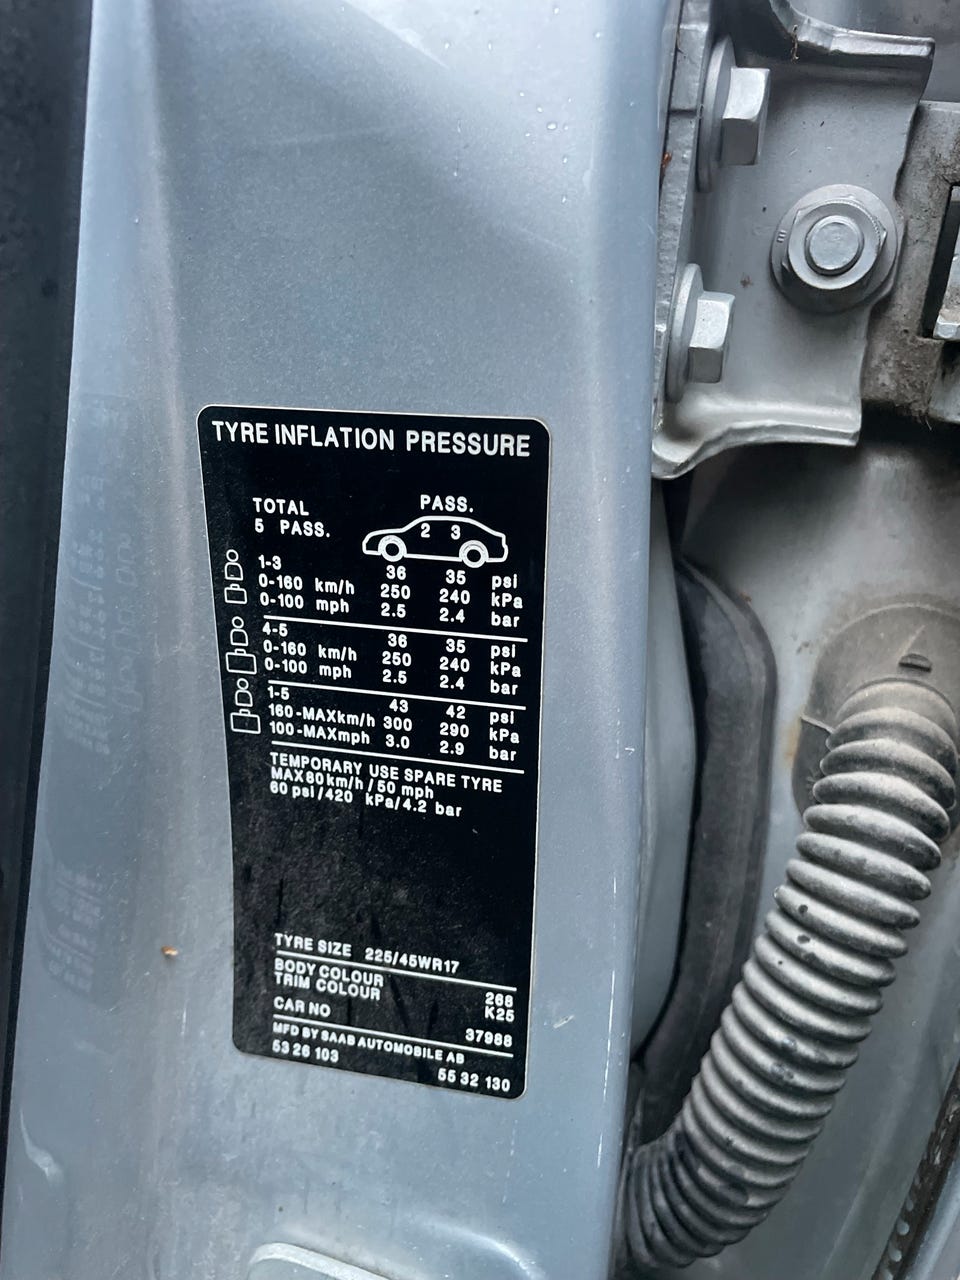 TYRE INFLATION PRESSURE
TOTAL
5 PASS.
PASS.
2 3
1-3 36 35 psi
0-160 km/h 250 240 kPa
0-100 mph 2.5 2.4 bar
4-5 36 35 psi
0-160 km/h 250 240 kPa
0-100 mph 2.5 2.4 bar
1-5 43 42 psi
160-MAXkm/h 300 290 kPa
100-MAXmph 3.0 2.9 bar
TEMPORARY USE SPARE TYRE
MAX80km/h/50 mph
60 psi/420 kPa/4.2 bar
TYRE SIZE 225/45WR17
BODY COLOUR 268
TRIM COLOUR K25
CAR NO 37988
MFD BY SAAB AUTOMOBILE AB
53 26 103 55 32 130